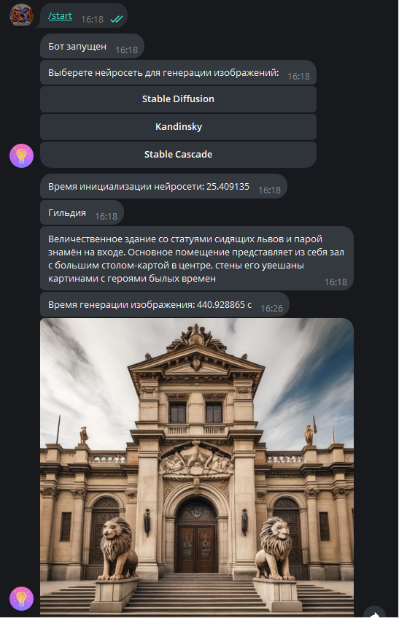 /start 16:18
Бот запущен 16:18
Выберете нейросеть для генерации изображений: 16:18
Stable Diffusion
Kandinsky
Stable Cascade
Время инициализации нейросети: 25.409135 16:18
Гильдия 16:18
Величественное здание со статуями сидящих львов и парой
знамён на входе. Основное помещение представляет из себя зал
с большим столом-картой в центре, стены его увешаны
картинами с героями былых времен 16:18
Время генерации изображения: 440.928865 с 16:26